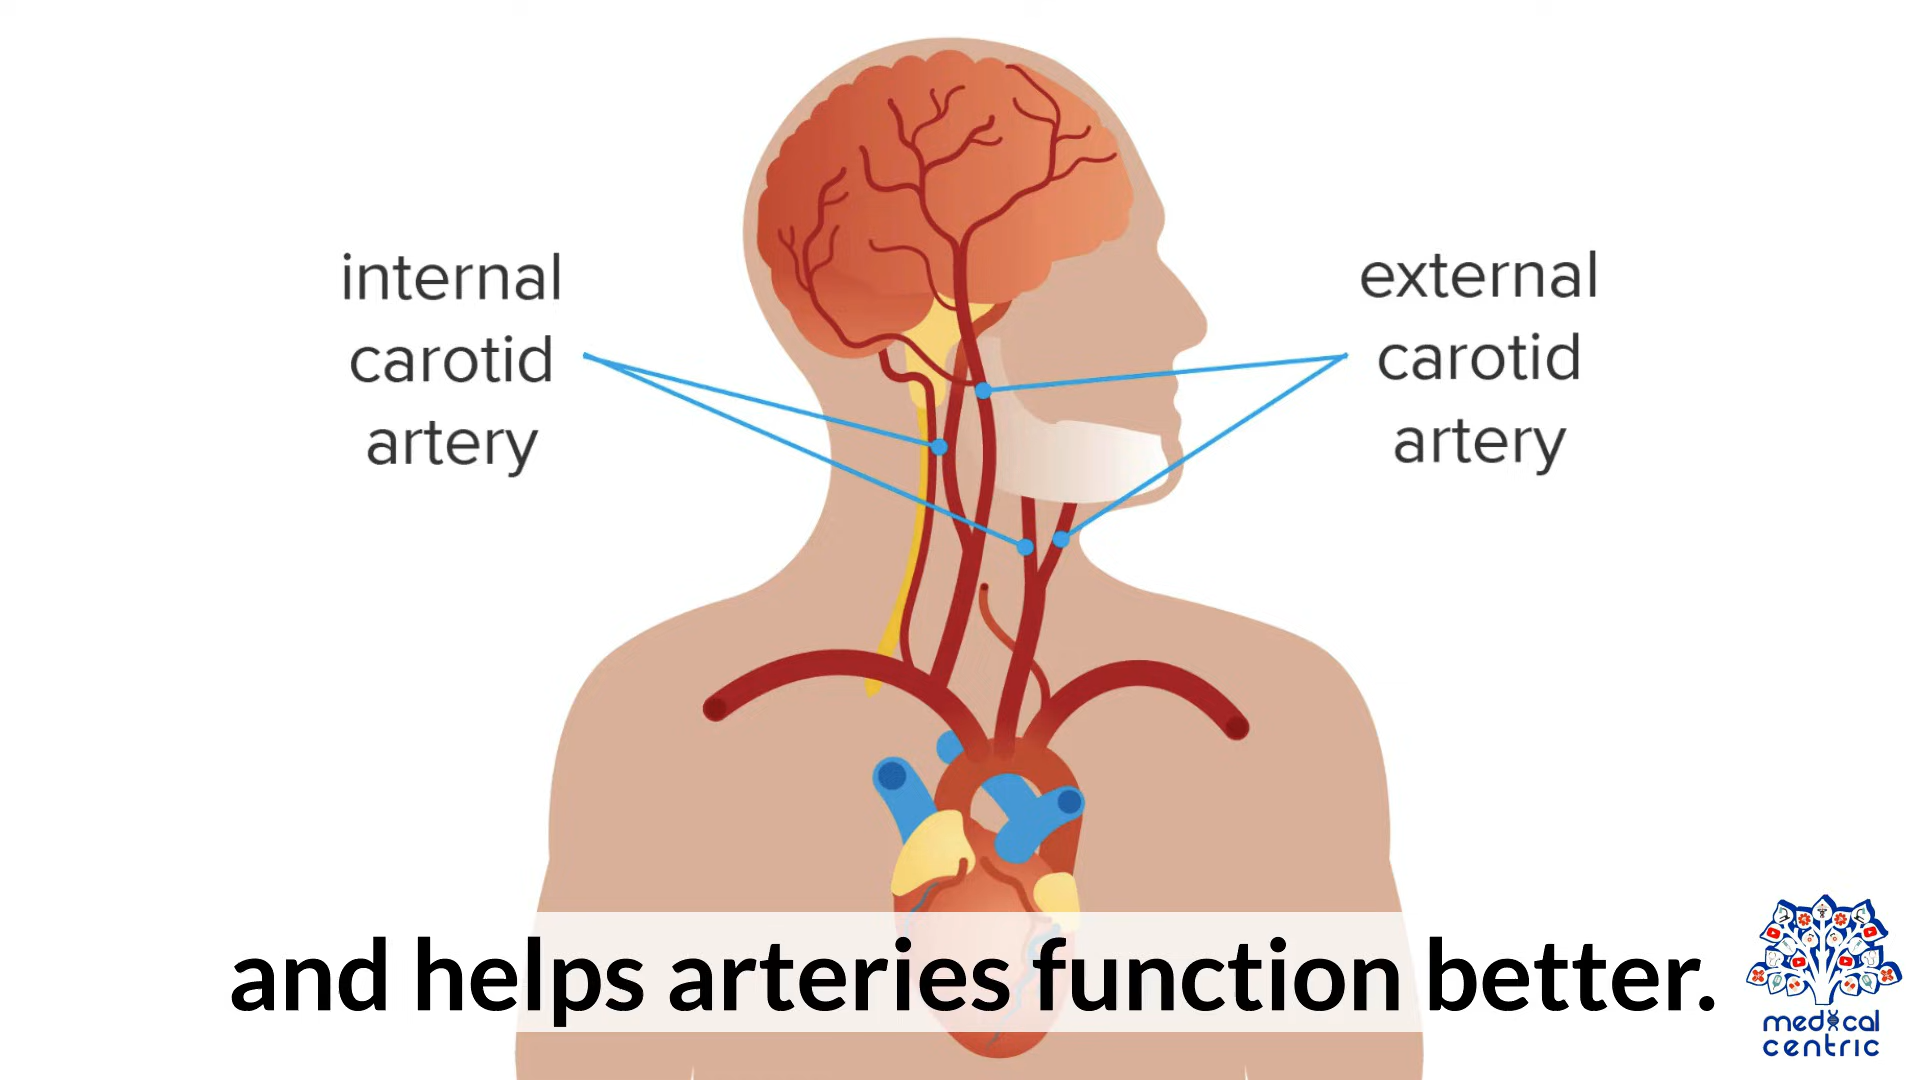 internal
carotid
artery
external
carotid
artery
and helps arteries function better.
medical
centric